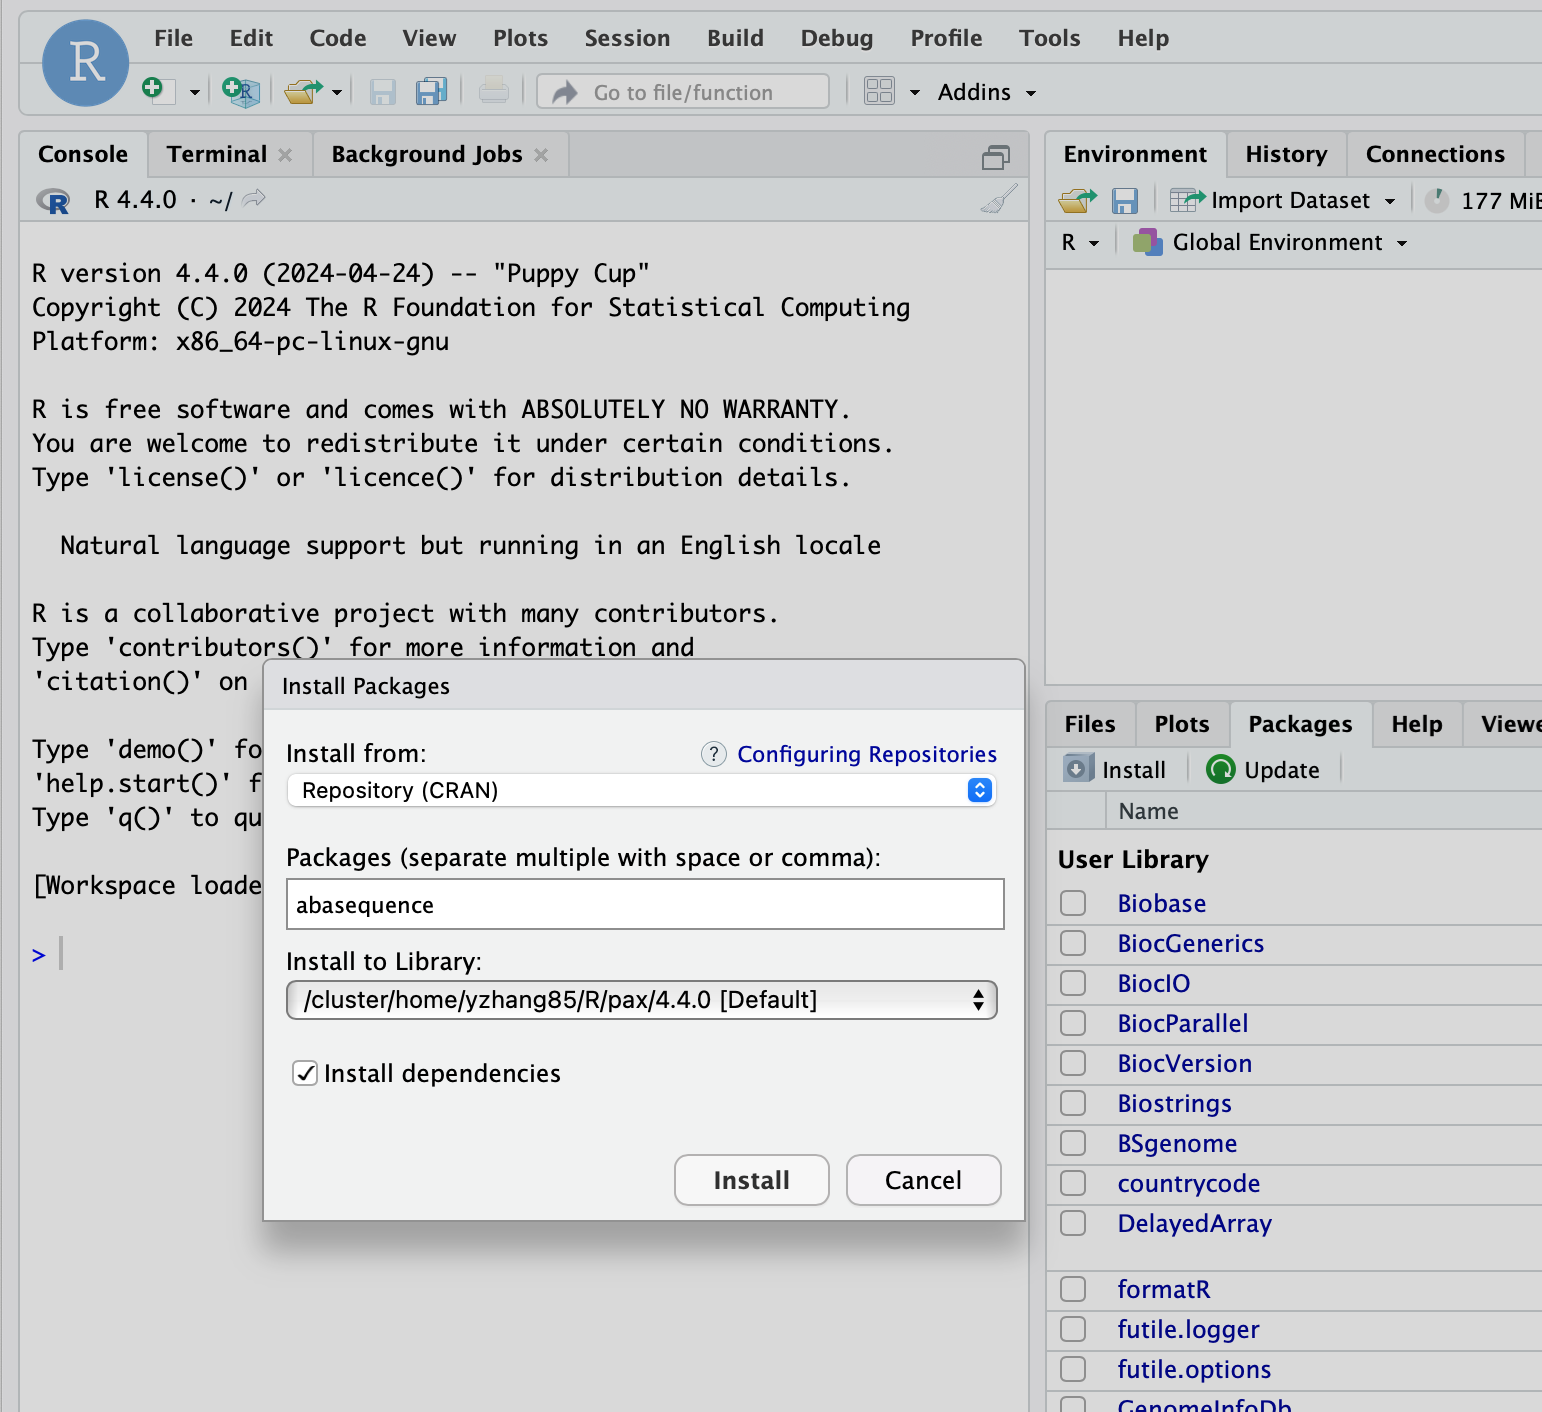 R
File Edit Code View Plots Session Build Debug Profile Tools Help
Go to file/function
Addins
Console Terminal Background Jobs
R R 4.4.0 · ~/
R version 4.4.0 (2024-04-24) -- "Puppy Cup"
Copyright (C) 2024 The R Foundation for Statistical Computing
Platform: x86_64-pc-linux-gnu
R is free software and comes with ABSOLUTELY NO WARRANTY.
You are welcome to redistribute it under certain conditions.
Type 'license()' or 'licence()' for distribution details.
Natural language support but running in an English locale
R is a collaborative project with many contributors.
Type 'contributors()' for more information and
'citation()' on
Type 'demo()' fo
'help.start()' f
Type 'q()' to qu
[Workspace loade
>
Install Packages
Install from:
? Configuring Repositories
Repository (CRAN)
Packages (separate multiple with space or comma):
abasequence
Install to Library:
/cluster/home/yzhang85/R/pax/4.4.0 [Default]
Install dependencies
Install Cancel
Environment History Connections
Import Dataset 177 MiB
R Global Environment
Files Plots Packages Help Viewe
Install Update
Name
User Library
Biobase
BiocGenerics
BiocIO
BiocParallel
BiocVersion
Biostrings
BSgenome
countrycode
DelayedArray
formatR
futile.logger
futile.options
GenomeInfoDb